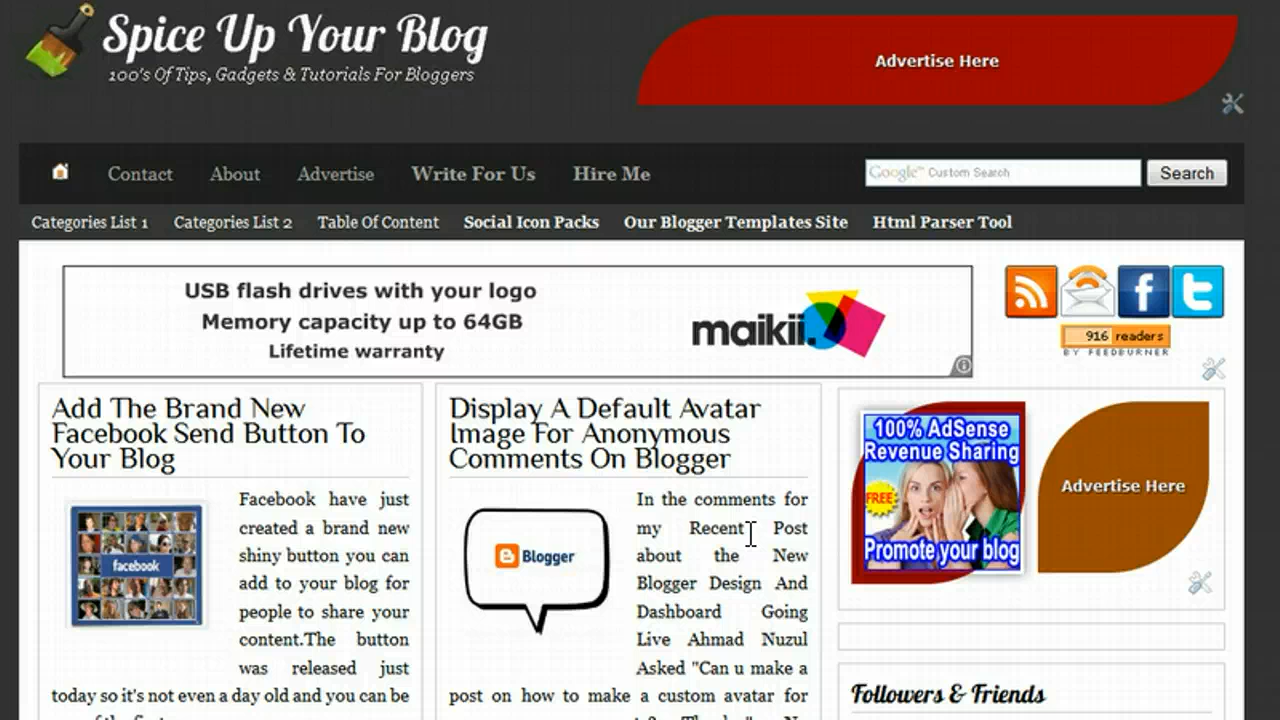 Spice Up Your Blog
100's Of Tips, Gadgets & Tutorials For Bloggers
Advertise Here
Contact About Advertise Write For Us Hire Me
Google™ Custom Search
Search
Categories List 1 Categories List 2 Table Of Content Social Icon Packs Our Blogger Templates Site Html Parser Tool
USB flash drives with your logo
Memory capacity up to 64GB
Lifetime warranty
maikii.
916 readers
BY FEEDBURNER
Add The Brand New
Facebook Send Button To
Your Blog
facebook
Facebook have just
created a brand new
shiny button you can
add to your blog for
people to share your
content.The button
was released just
today so it's not even a day old and you can be
Display A Default Avatar
Image For Anonymous
Comments On Blogger
Blogger
In the comments for
my Recent Post
about the New
Blogger Design And
Dashboard Going
Live Ahmad Nuzul
Asked "Can u make a
post on how to make a custom avatar for
100% AdSense
Revenue Sharing
FREE
Promote your blog
Advertise Here
Followers & Friends